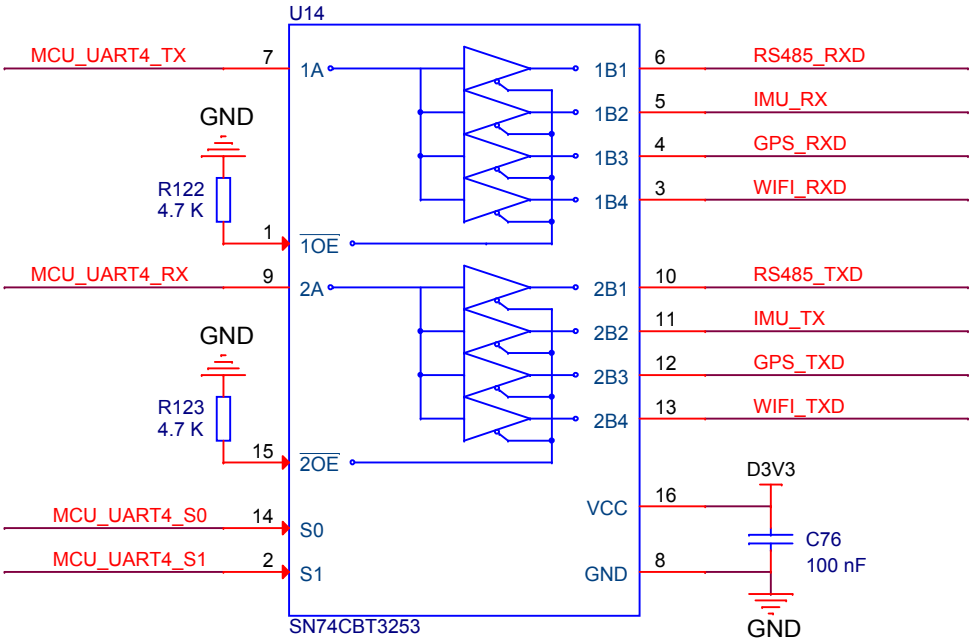 U14
MCU_UART4_TX 7 1A 1B1 6 RS485_RXD
1B2 5 IMU_RX
GND
1B3 4 GPS_RXD
R122
4.7 K
1B4 3 WIFI_RXD
1 1OE
MCU_UART4_RX 9 2A 2B1 10 RS485_TXD
2B2 11 IMU_TX
GND
2B3 12 GPS_TXD
R123
4.7 K
2B4 13 WIFI_TXD
15 2OE
D3V3
VCC 16
MCU_UART4_S0 14 S0
C76
100 nF
MCU_UART4_S1 2 S1
GND 8
SN74CBT3253
GND